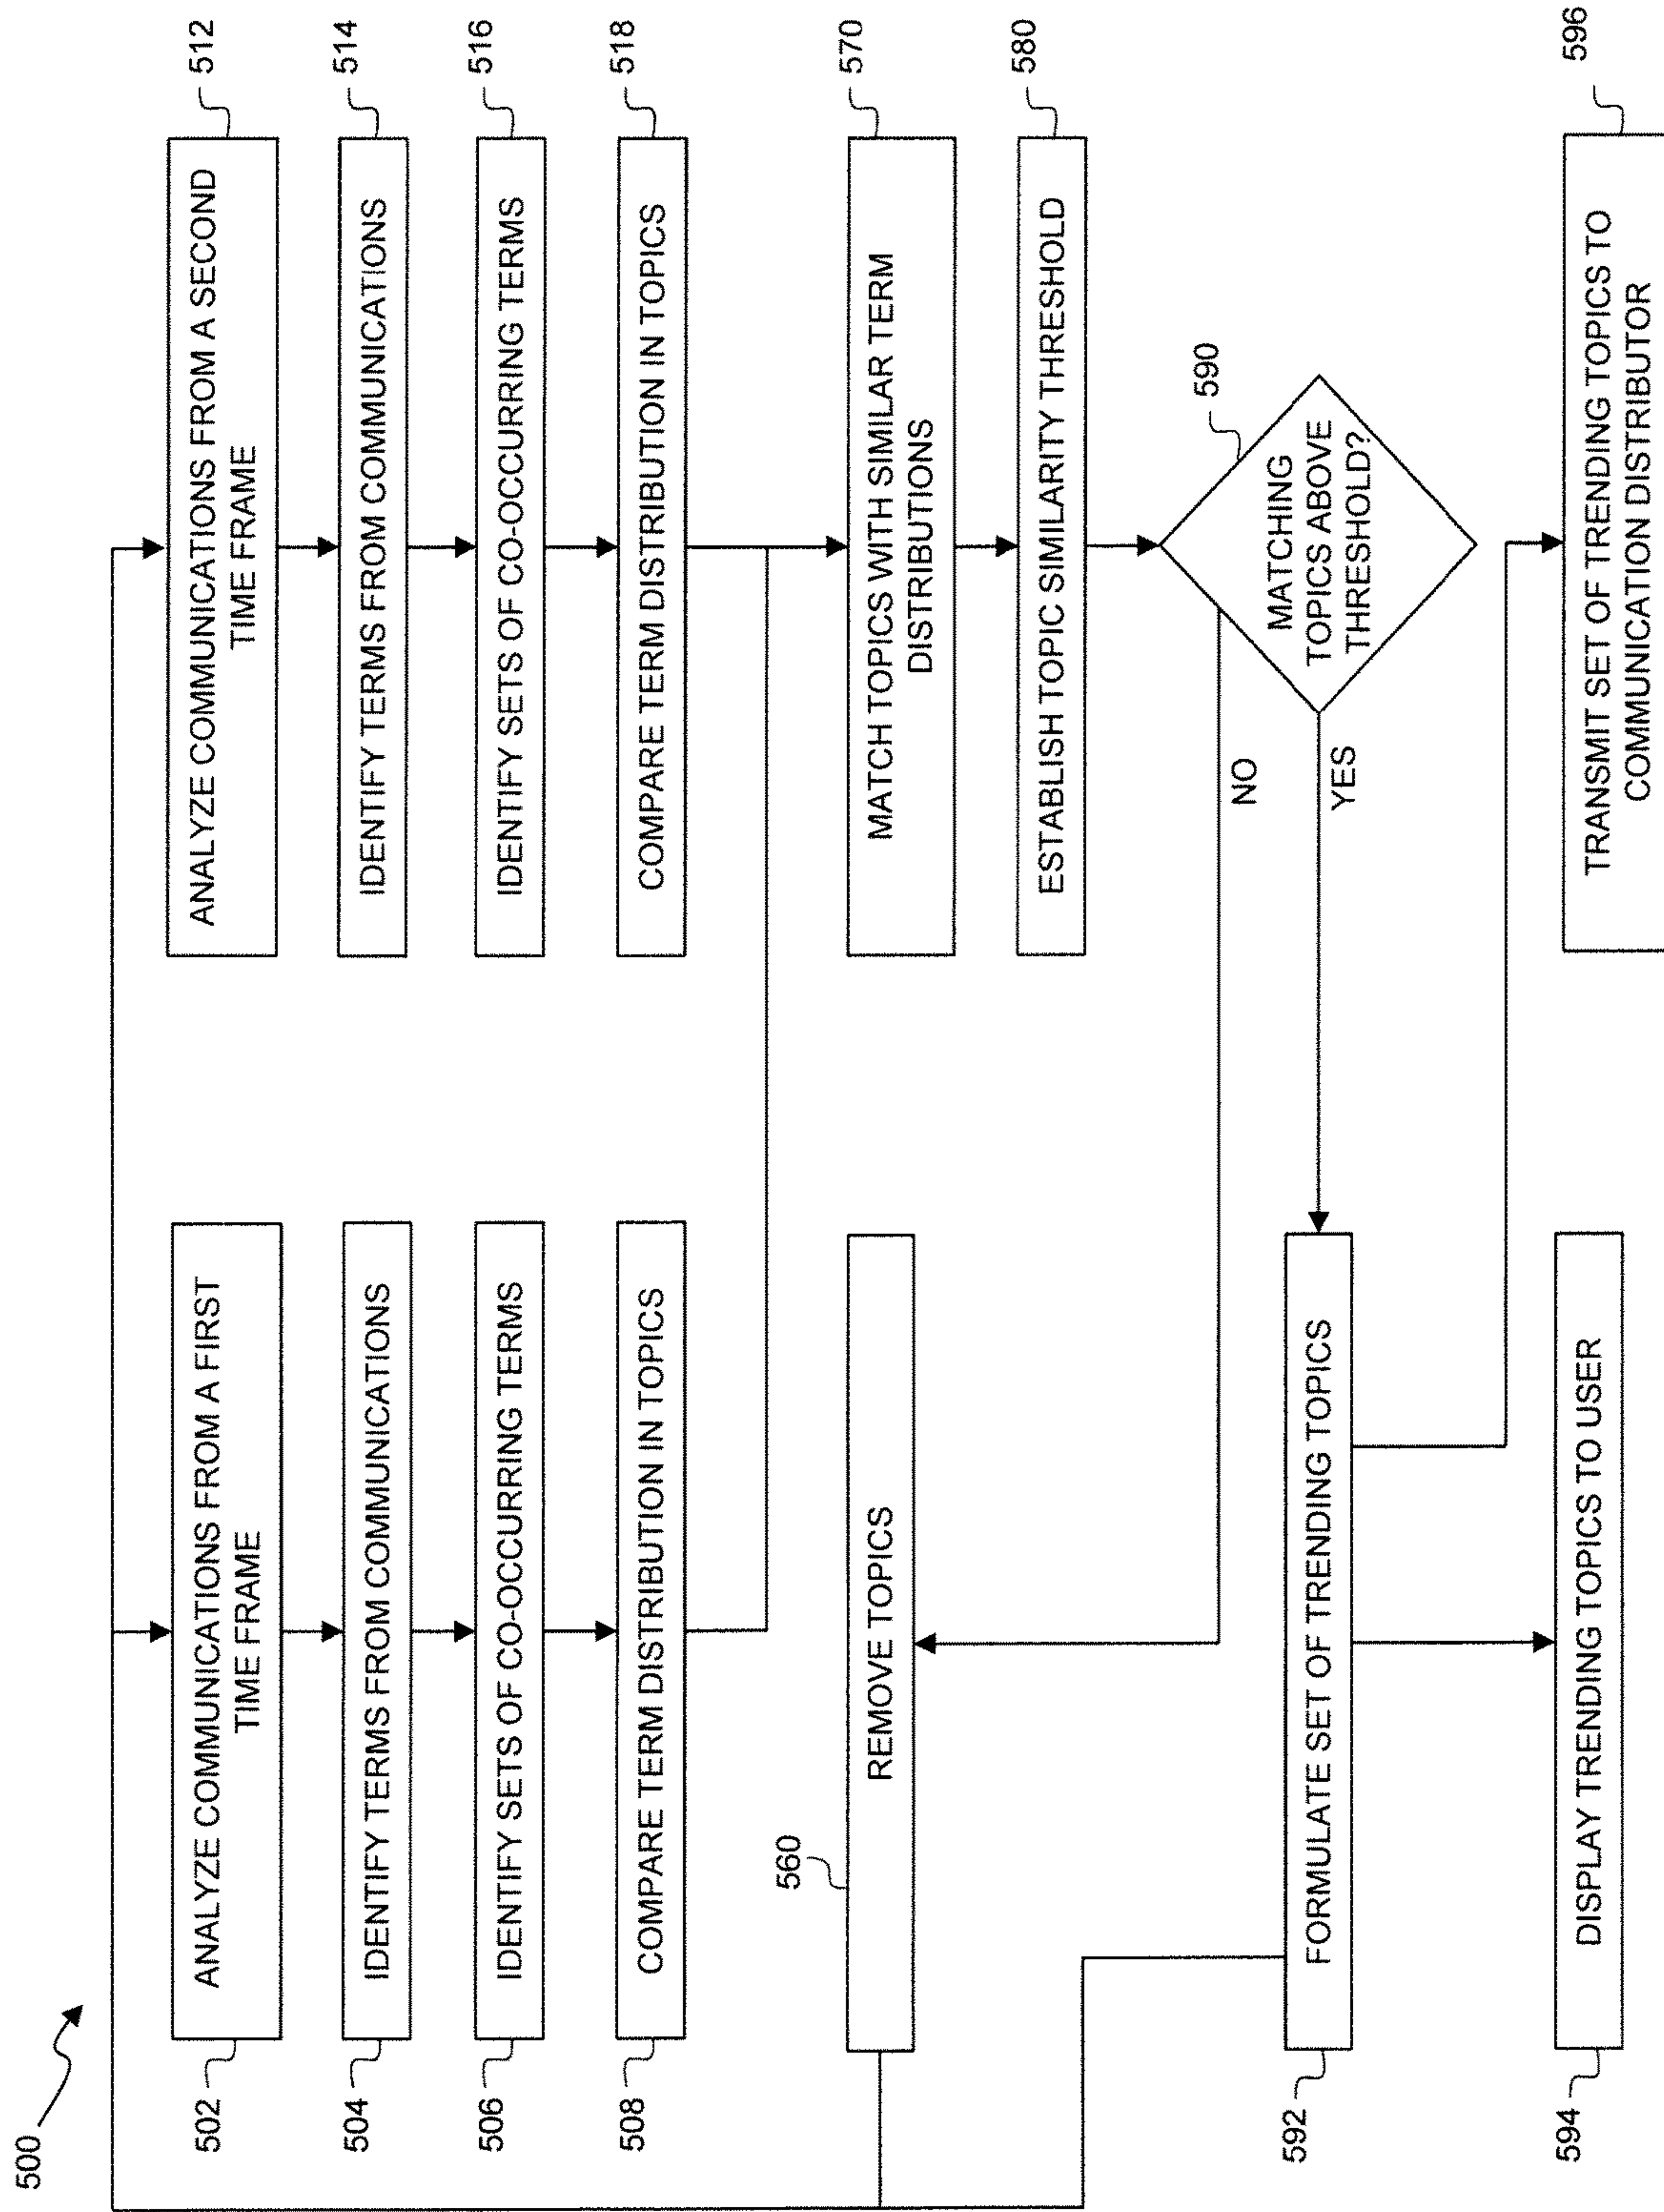 500
502
ANALYZE COMMUNICATIONS FROM A FIRST
TIME FRAME
504
IDENTIFY TERMS FROM COMMUNICATIONS
506
IDENTIFY SETS OF CO-OCCURRING TERMS
508
COMPARE TERM DISTRIBUTION IN TOPICS
ANALYZE COMMUNICATIONS FROM A SECOND
TIME FRAME
512
IDENTIFY TERMS FROM COMMUNICATIONS
514
IDENTIFY SETS OF CO-OCCURRING TERMS
516
COMPARE TERM DISTRIBUTION IN TOPICS
518
560
REMOVE TOPICS
MATCH TOPICS WITH SIMILAR TERM
DISTRIBUTIONS
570
ESTABLISH TOPIC SIMILARITY THRESHOLD
580
590
MATCHING
TOPICS ABOVE
THRESHOLD?
NO
YES
592
FORMULATE SET OF TRENDING TOPICS
594
DISPLAY TRENDING TOPICS TO USER
TRANSMIT SET OF TRENDING TOPICS TO
COMMUNICATION DISTRIBUTOR
596